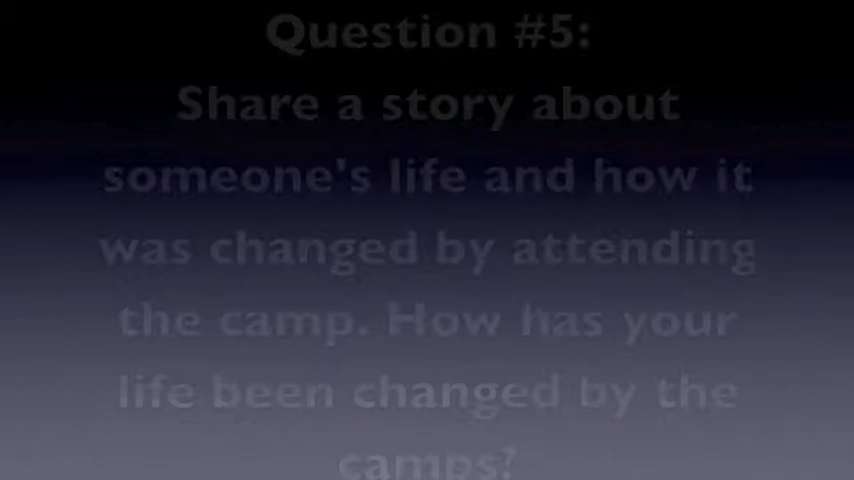 Question #5:
Share a story about
someone's life and how it
was changed by attending
the camp. How has your
life been changed by the
camps?